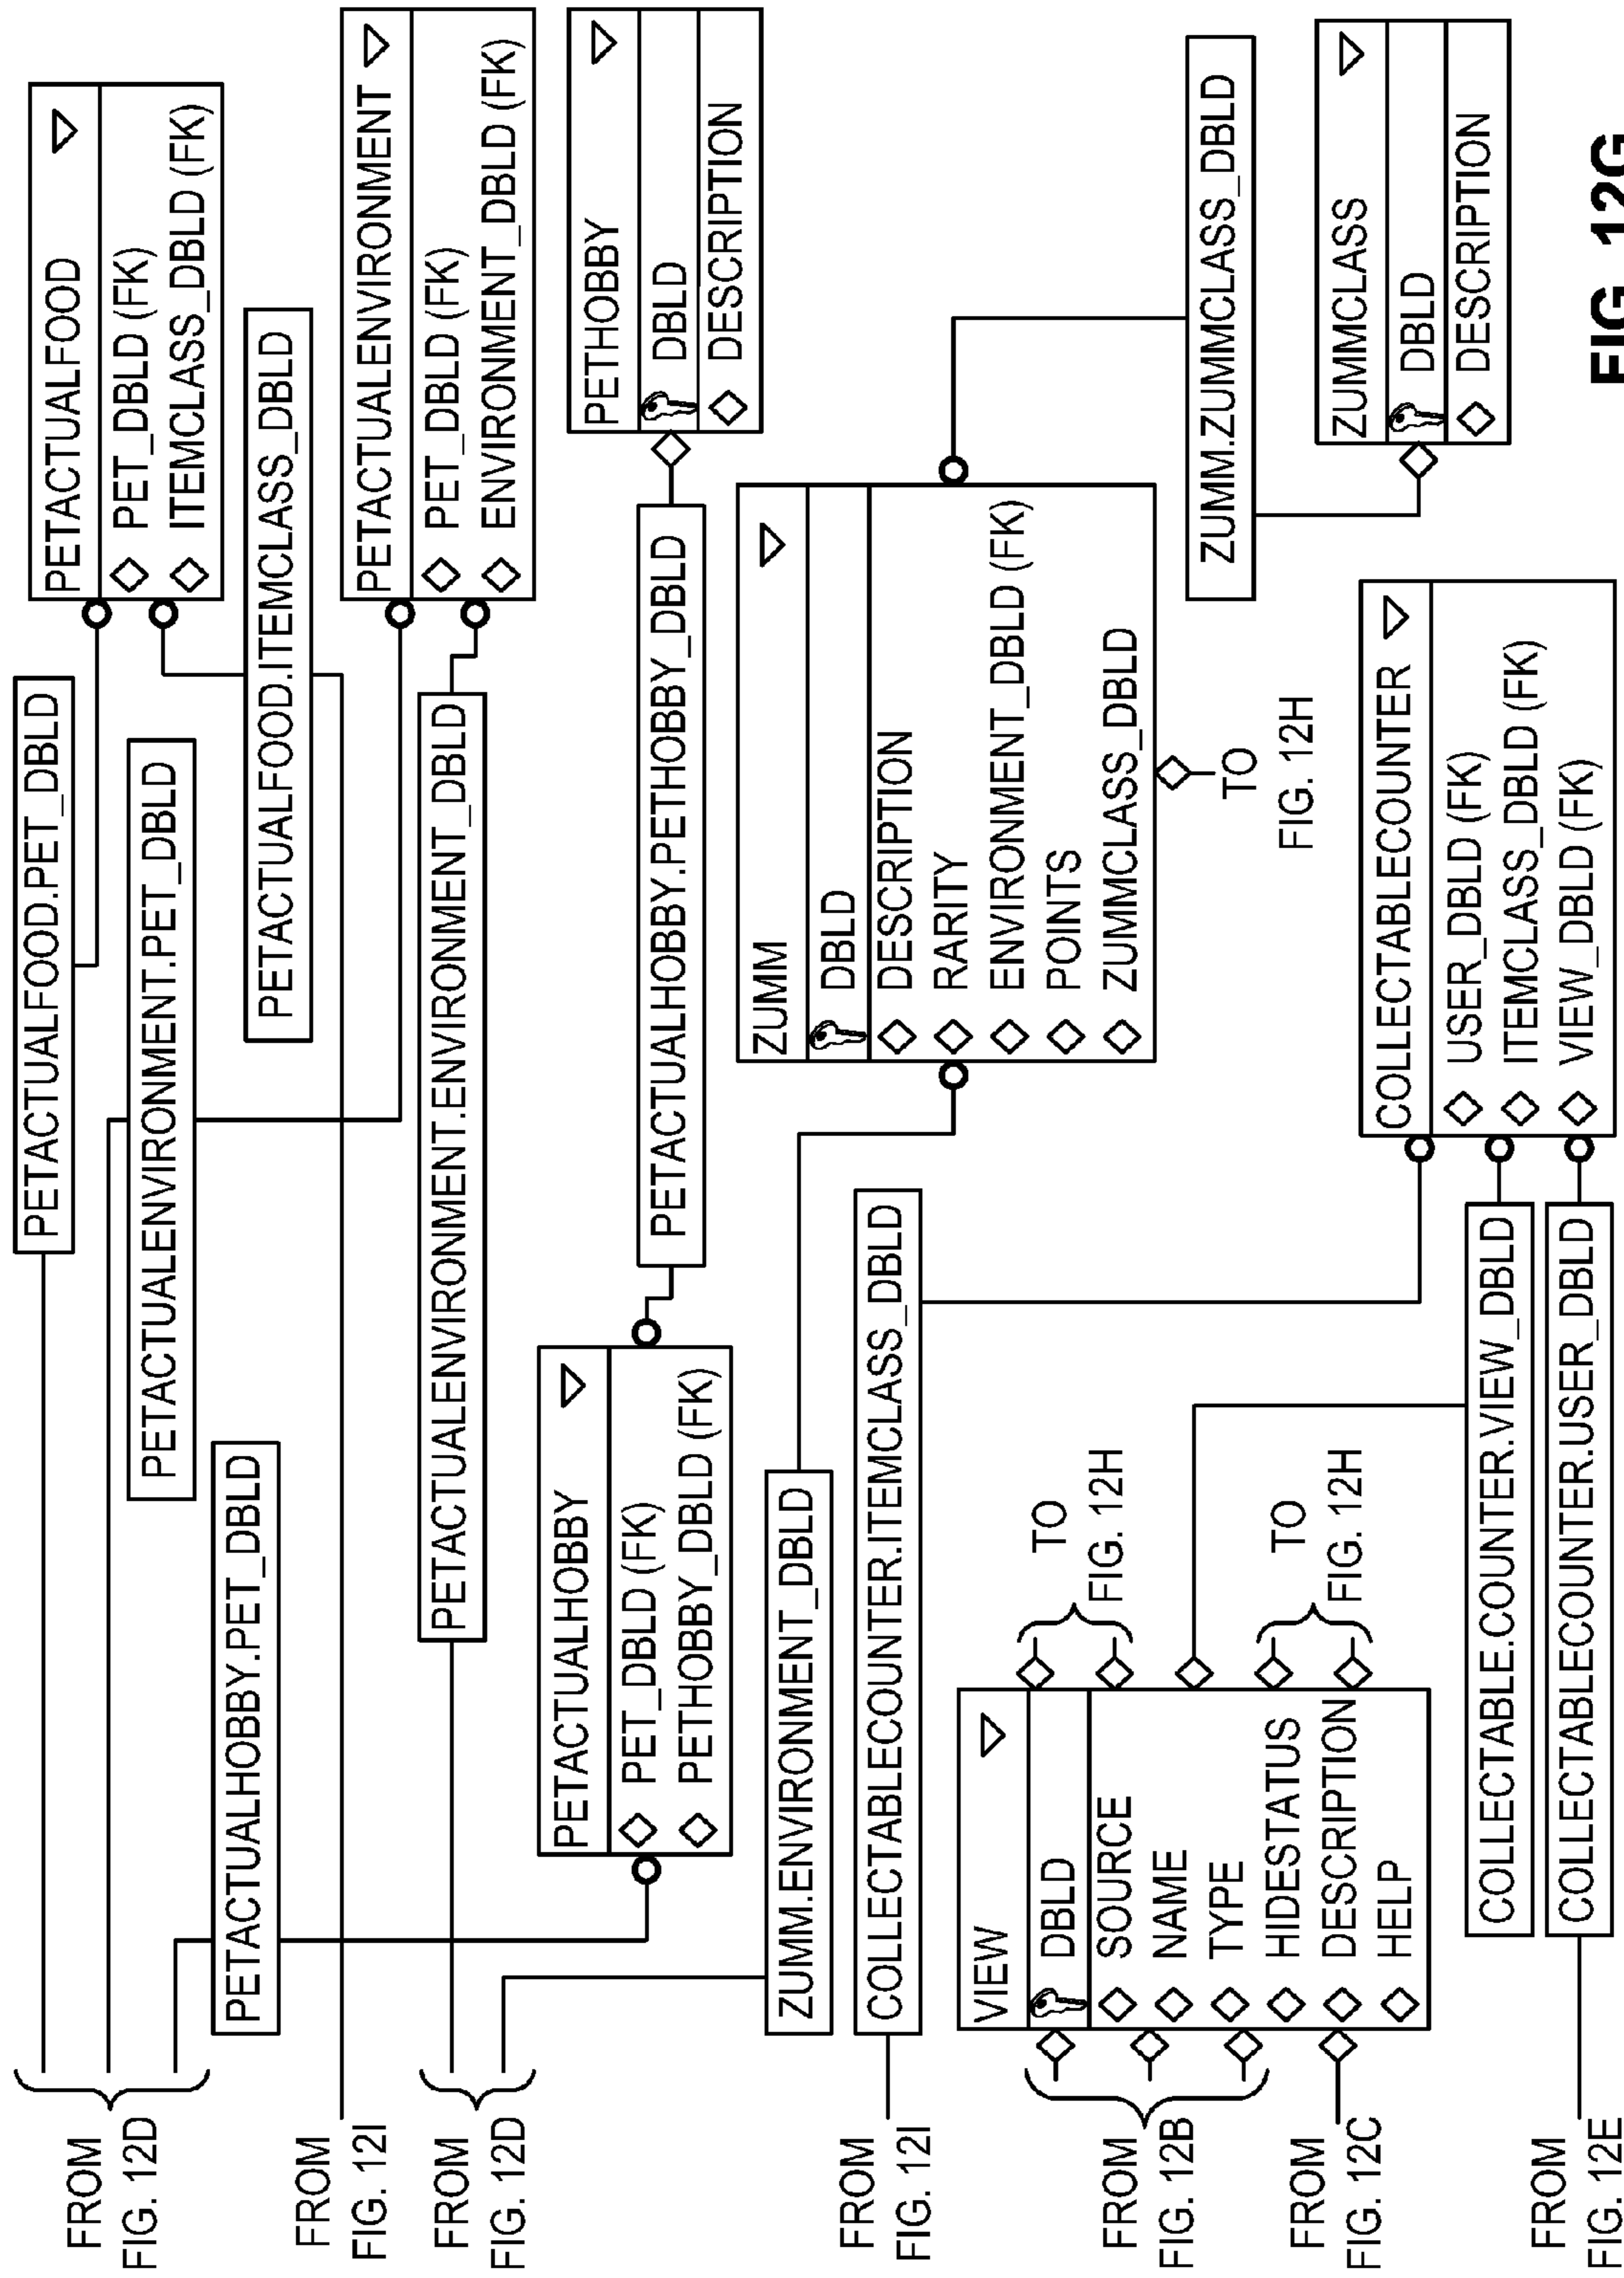 FROM
FIG. 12D
PETACTUALFOOD.PET_DBLD
PETACTUALFOOD
PET_DBLD (FK)
ITEMCLASS_DBLD (FK)
PETACTUALENVIRONMENT.PET_DBLD
PETACTUALHOBBY.PET_DBLD
PETACTUALFOOD.ITEMCLASS_DBLD
FROM
FIG. 12I
PETACTUALENVIRONMENT
PET_DBLD (FK)
ENVIRONMENT_DBLD (FK)
FROM
FIG. 12D
PETACTUALENVIRONMENT.ENVIRONMENT_DBLD
PETACTUALHOBBY
PET_DBLD (FK)
PETHOBBY_DBLD (FK)
PETACTUALHOBBY.PETHOBBY_DBLD
PETHOBBY
DBLD
DESCRIPTION
ZUMM.ENVIRONMENT_DBLD
ZUMM
DBLD
DESCRIPTION
RARITY
ENVIRONMENT_DBLD (FK)
POINTS
ZUMMCLASS_DBLD
TO
FIG. 12H
FROM
FIG. 12I
COLLECTABLECOUNTER.ITEMCLASS_DBLD
ZUMM.ZUMMCLASS_DBLD
ZUMMCLASS
DBLD
DESCRIPTION
FROM
FIG. 12B
FROM
FIG. 12C
VIEW
DBLD
SOURCE
NAME
TYPE
HIDESTATUS
DESCRIPTION
HELP
TO
FIG. 12H
TO
FIG. 12H
COLLECTABLECOUNTER
USER_DBLD (FK)
ITEMCLASS_DBLD (FK)
VIEW_DBLD (FK)
COLLECTABLE.COUNTER.VIEW_DBLD
FROM
FIG. 12E
COLLECTABLECOUNTER.USER_DBLD
FIG. 12G